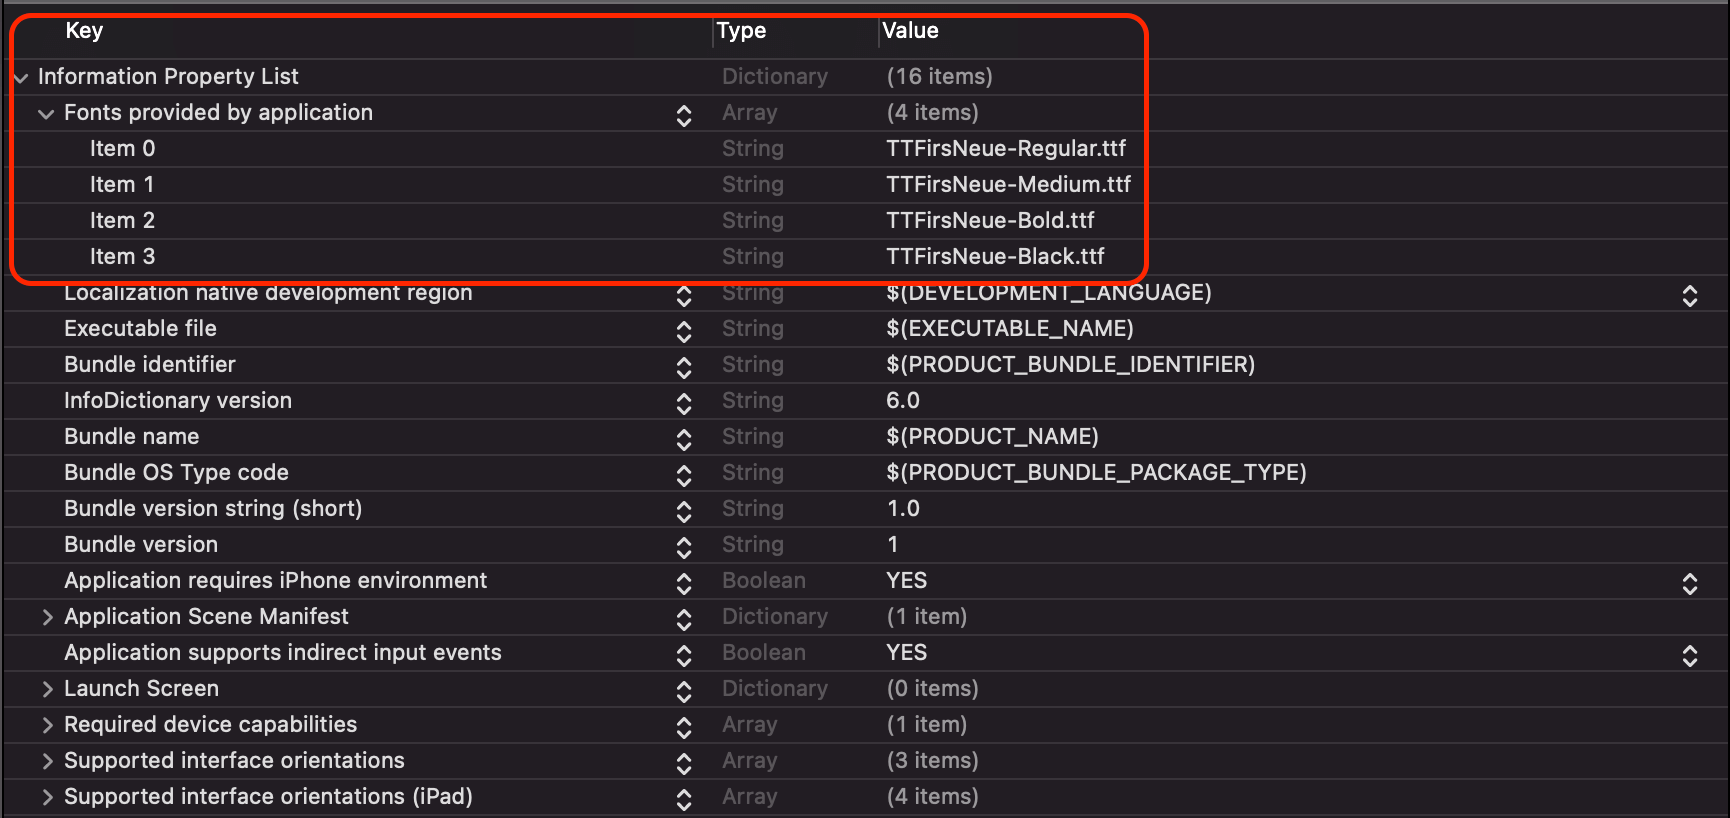 Key Type Value
Information Property List Dictionary (16 items)
Fonts provided by application Array (4 items)
Item 0 String TTFirsNeue-Regular.ttf
Item 1 String TTFirsNeue-Medium.ttf
Item 2 String TTFirsNeue-Bold.ttf
Item 3 String TTFirsNeue-Black.ttf
Localization native development region String $(DEVELOPMENT_LANGUAGE)
Executable file String $(EXECUTABLE_NAME)
Bundle identifier String $(PRODUCT_BUNDLE_IDENTIFIER)
InfoDictionary version String 6.0
Bundle name String $(PRODUCT_NAME)
Bundle OS Type code String $(PRODUCT_BUNDLE_PACKAGE_TYPE)
Bundle version string (short) String 1.0
Bundle version String 1
Application requires iPhone environment Boolean YES
Application Scene Manifest Dictionary (1 item)
Application supports indirect input events Boolean YES
Launch Screen Dictionary (0 items)
Required device capabilities Array (1 item)
Supported interface orientations Array (3 items)
Supported interface orientations (iPad) Array (4 items)